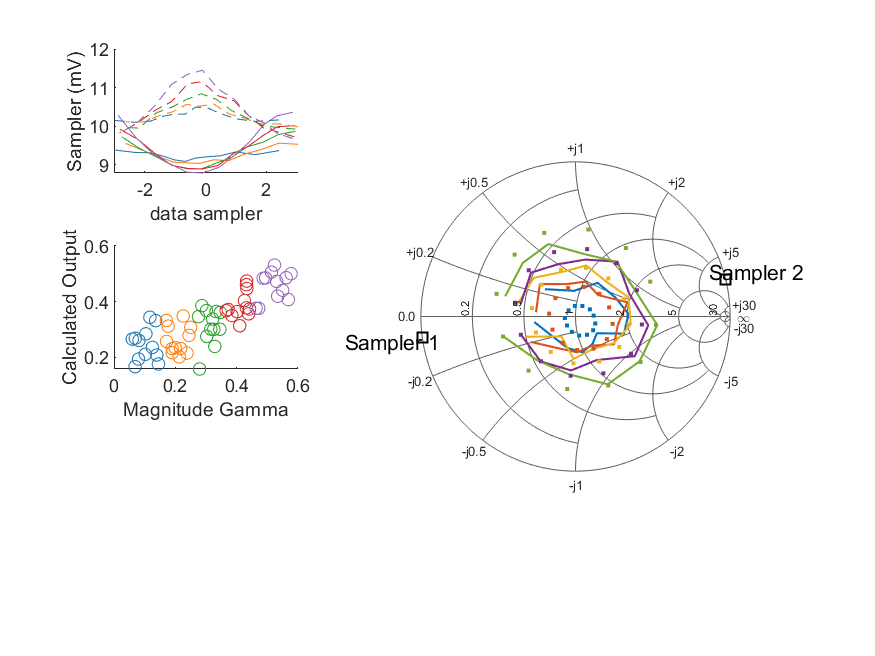 12
11
10
9
Sampler (mV)
-2
0
2
data sampler
0.6
0.4
0.2
Calculated Output
0
0.2
0.4
0.6
Magnitude Gamma
+j1
+j0.5
+j2
+j0.2
+j5
Sampler 2
0.0
0.2
0.5
1
2
5
30
+j30
∞
-j30
Sampler 1
-j0.2
-j5
-j0.5
-j2
-j1